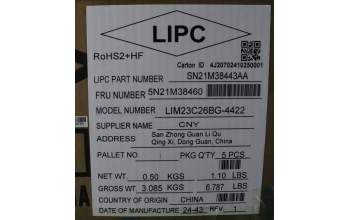 LIPC
RoHS2+HF
Carton ID 4J20702410250001
LIPC PART NUMBER SN21M38443AA
FRU NUMBER 5N21M38460
MODEL NUMBER LIM23C26BG-4422
SUPPLIER NAME CNY
ADDRESS San Zhong Guan Li Qu
Qing Xi, Dong Guan, China
PALLET PKG Q'TY 5 PCS
NET WT. 0.50 KGS 1.10 LBS
GROSS WT. 3.085 KGS 6.787 LBS
COUNTRY OF ORIGIN CHINA
DATE OF MANUFACTURE 24-43 REV. 1